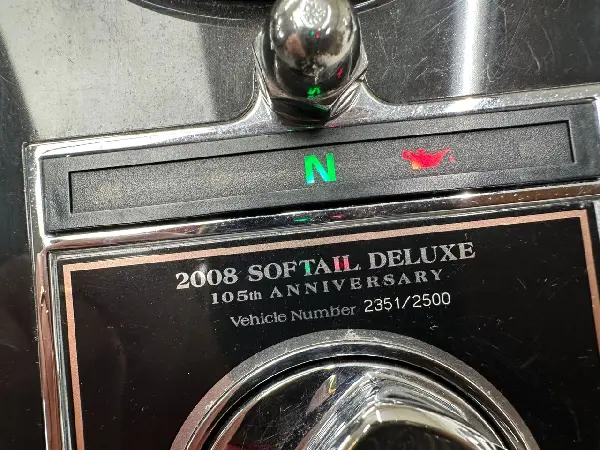 N
2008 SOFTAIL DELUXE
105th ANNIVERSARY
Vehicle Number 2351/2500